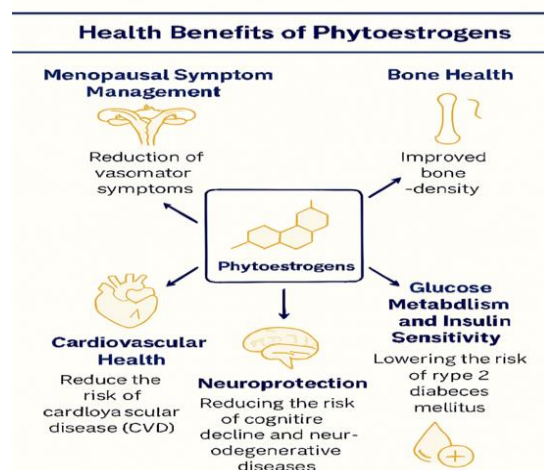 Health Benefits of Phytoestrogens
Menopausal Symptom
Management
Reduction of
vasomator
symptoms
Bone Health
Improved
bone
-density
Phytoestrogens
Cardiovascular
Health
Reduce the
risk of
cardloya scular
disease (CVD)
Neuroprotection
Reducing the risk
of cognitire
decline and neur-
odegenerative
diseases
Glucose
Metabdlism
and Insulin
Sensitivity
Lowering the risk
of rype 2
diabeces
mellitus